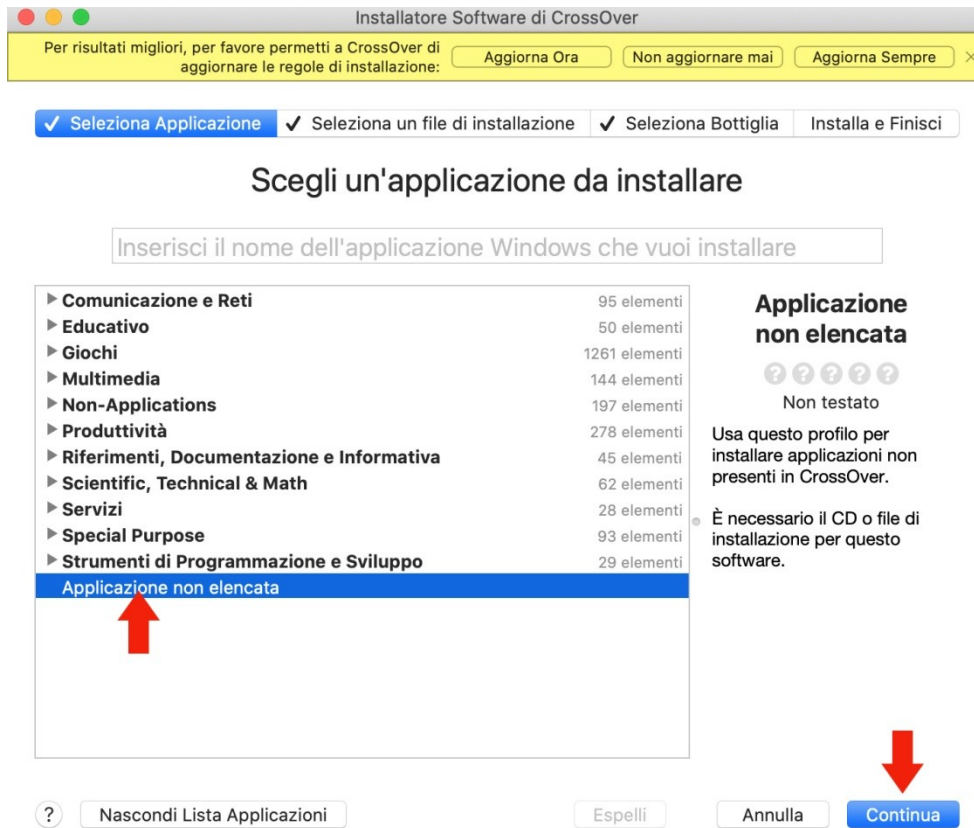 Installatore Software di CrossOver
Per risultati migliori, per favore permetti a CrossOver di
aggiornare le regole di installazione:
Aggiorna Ora
Non aggiornare mai
Aggiorna Sempre
✓ Seleziona Applicazione
✓ Seleziona un file di installazione
✓ Seleziona Bottiglia
Installa e Finisci
Scegli un'applicazione da installare
Inserisci il nome dell'applicazione Windows che vuoi installare
Comunicazione e Reti 95 elementi
Educativo 50 elementi
Giochi 1261 elementi
Multimedia 144 elementi
Non-Applications 197 elementi
Produttività 278 elementi
Riferimenti, Documentazione e Informativa 45 elementi
Scientific, Technical & Math 62 elementi
Servizi 28 elementi
Special Purpose 93 elementi
Strumenti di Programmazione e Sviluppo 29 elementi
Applicazione non elencata
Applicazione
non elencata
? ? ? ? ?
Non testato
Usa questo profilo per
installare applicazioni non
presenti in CrossOver.
È necessario il CD o file di
installazione per questo
software.
?
Nascondi Lista Applicazioni
Espelli
Annulla
Continua